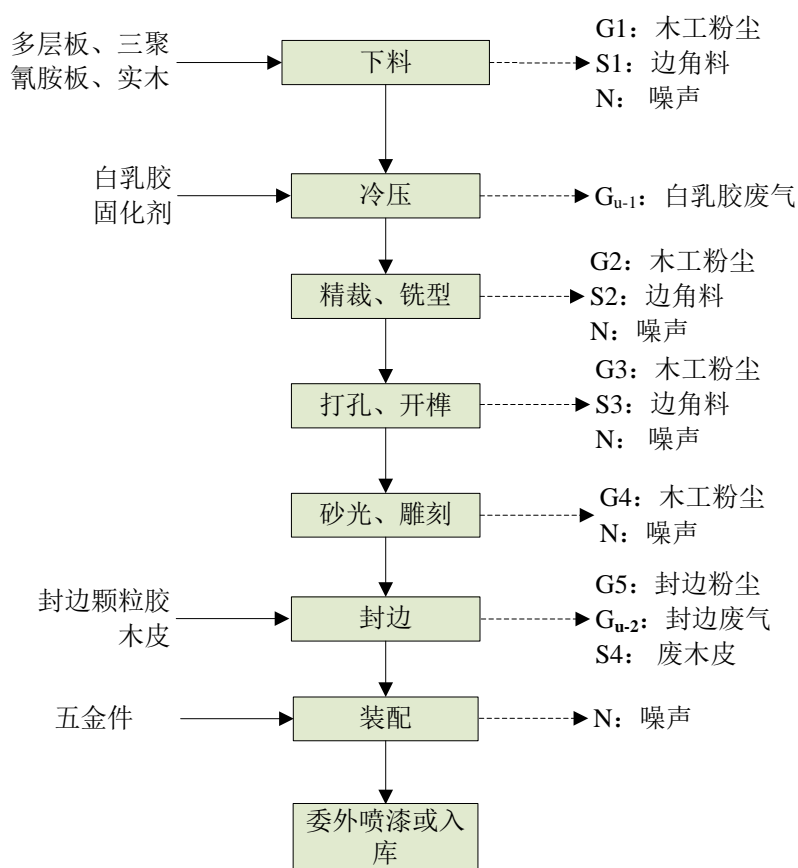 多层板、三聚
氰胺板、实木
下料
G1：木工粉尘
S1：边角料
N： 噪声
白乳胶
固化剂
冷压
Gu-1：白乳胶废气
精裁、铣型
G2：木工粉尘
S2：边角料
N：噪声
打孔、开榫
G3：木工粉尘
S3：边角料
N：噪声
砂光、雕刻
G4：木工粉尘
N：噪声
封边颗粒胶
木皮
封边
G5：封边粉尘
Gu-2：封边废气
S4： 废木皮
五金件
装配
N：噪声
委外喷漆或入
库